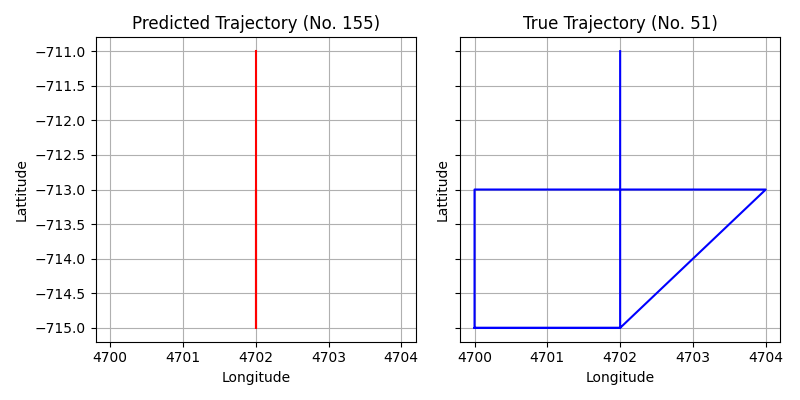 Predicted Trajectory (No. 155)
−711.0
−711.5
−712.0
−712.5
−713.0
−713.5
−714.0
−714.5
−715.0
Lattitude
4700 4701 4702 4703 4704
Longitude
True Trajectory (No. 51)
Lattitude
4700 4701 4702 4703 4704
Longitude